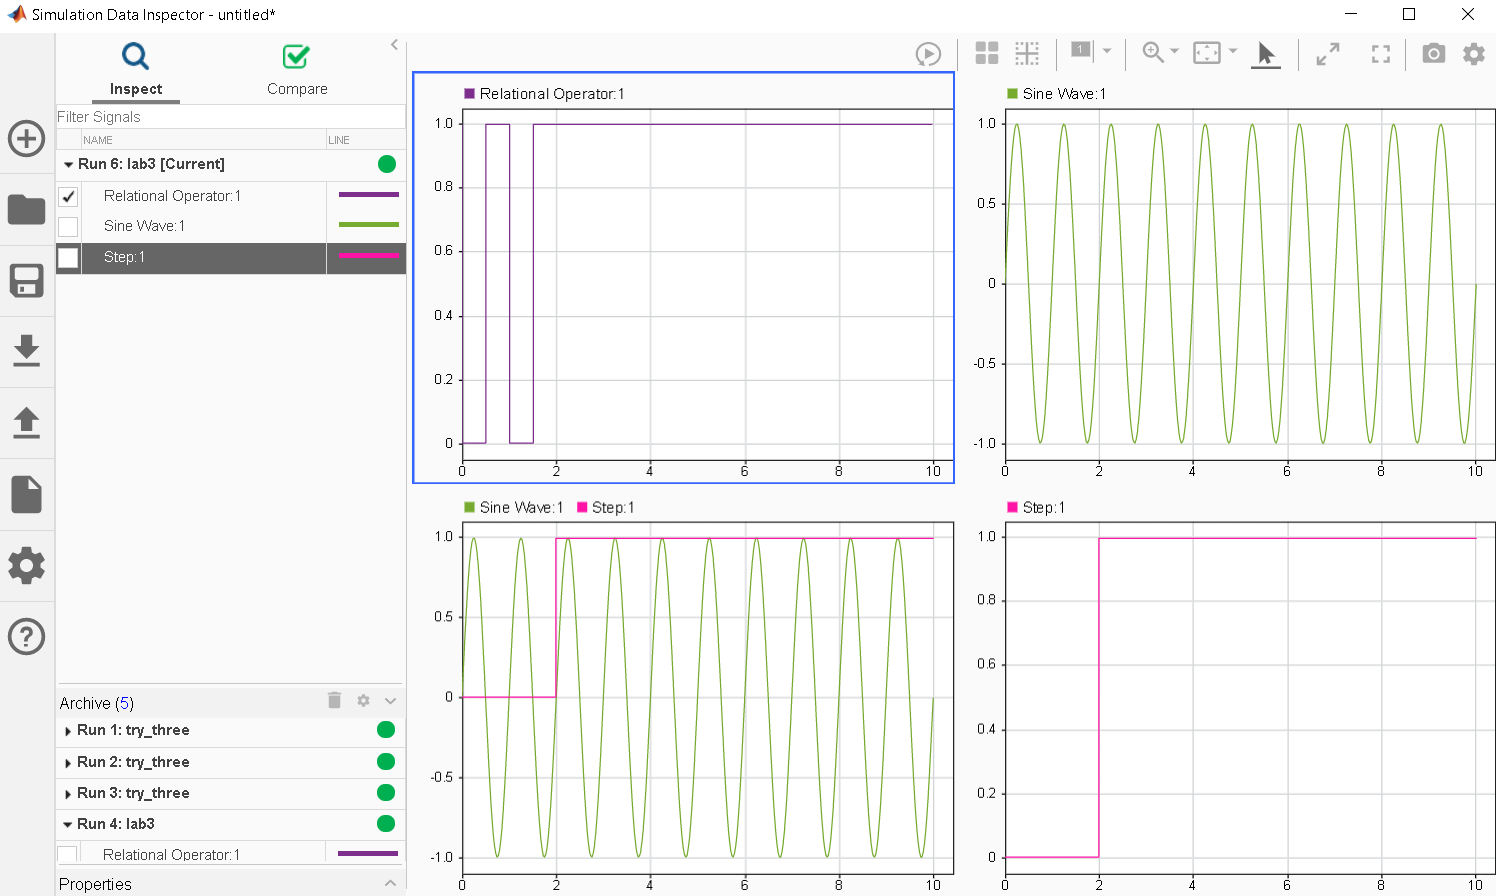 Simulation Data Inspector - untitled*
Inspect
Compare
Filter Signals
NAME LINE
Run 6: lab3 [Current]
Relational Operator:1
Sine Wave:1
Step:1
Archive (5)
Run 1: try_three
Run 2: try_three
Run 3: try_three
Run 4: lab3
Relational Operator:1
Properties
1
Relational Operator:1
1.0
0.8
0.6
0.4
0.2
0
0 2 4 6 8 10
Sine Wave:1
1.0
0.5
0
-0.5
-1.0
0 2 4 6 8 10
Sine Wave:1 Step:1
1.0
0.5
0
-0.5
-1.0
0 2 4 6 8 10
Step:1
1.0
0.8
0.6
0.4
0.2
0
0 2 4 6 8 10